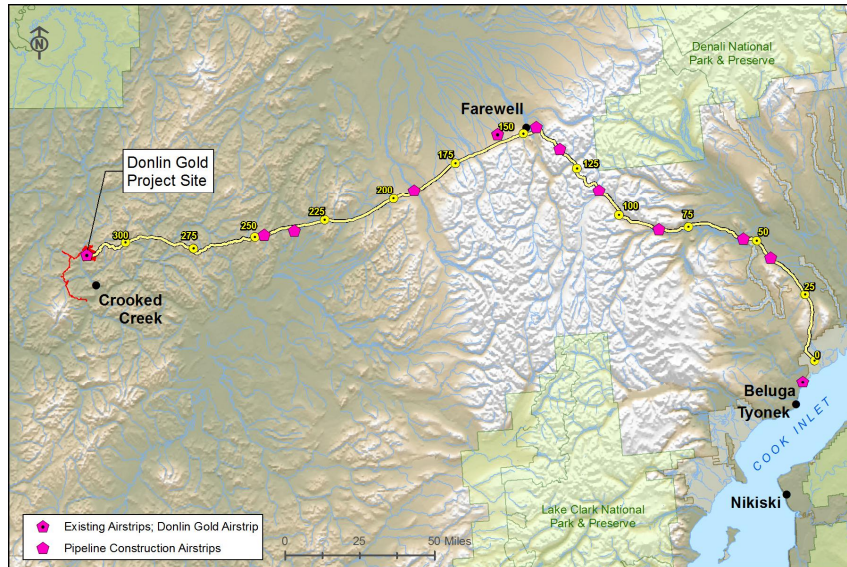 N
Denali National
Park & Preserve
Farewell
150
175
125
Donlin Gold
Project Site
200
100
225
75
250
50
300
275
Crooked
Creek
25
0
Beluga
Tyonek
COOK INLET
Nikiski
Lake Clark National
Park & Preserve
Existing Airstrips; Donlin Gold Airstrip
Pipeline Construction Airstrips
0 25 50 Miles